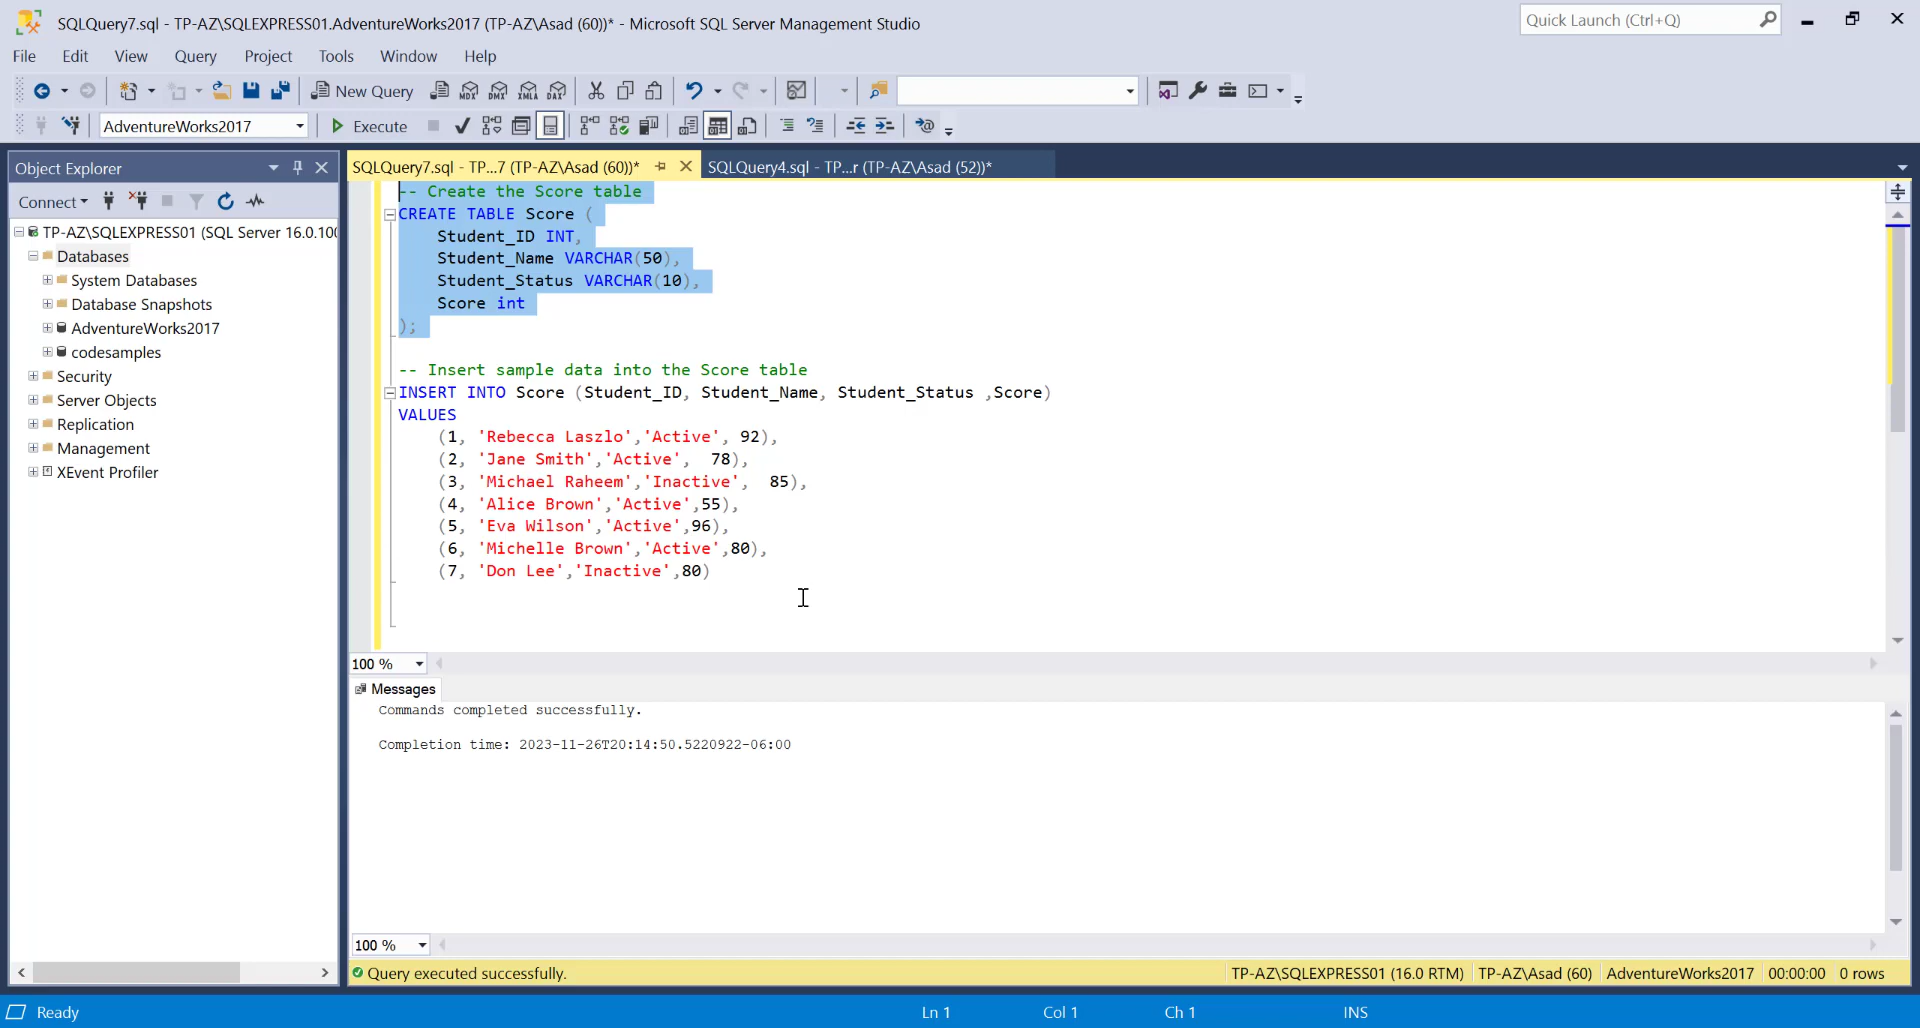 SQLQuery7.sql - TP-AZ\SQLEXPRESS01.AdventureWorks2017 (TP-AZ\Asad (60))* - Microsoft SQL Server Management Studio
Quick Launch (Ctrl+Q)
File Edit View Query Project Tools Window Help
New Query MDX DMX XMLA DAX
AdventureWorks2017 Execute
Object Explorer
Connect
TP-AZ\SQLEXPRESS01 (SQL Server 16.0.100
Databases
System Databases
Database Snapshots
AdventureWorks2017
codesamples
Security
Server Objects
Replication
Management
XEvent Profiler
SQLQuery7.sql - TP...7 (TP-AZ\Asad (60))* SQLQuery4.sql - TP...r (TP-AZ\Asad (52))*
-- Create the Score table
CREATE TABLE Score (
Student_ID INT,
Student_Name VARCHAR(50),
Student_Status VARCHAR(10),
Score int
);
-- Insert sample data into the Score table
INSERT INTO Score (Student_ID, Student_Name, Student_Status ,Score)
VALUES
(1, 'Rebecca Laszlo','Active', 92),
(2, 'Jane Smith','Active', 78),
(3, 'Michael Raheem','Inactive', 85),
(4, 'Alice Brown','Active',55),
(5, 'Eva Wilson','Active',96),
(6, 'Michelle Brown','Active',80),
(7, 'Don Lee','Inactive',80)
100 %
Messages
Commands completed successfully.
Completion time: 2023-11-26T20:14:50.5220922-06:00
100 %
Query executed successfully. TP-AZ\SQLEXPRESS01 (16.0 RTM) TP-AZ\Asad (60) AdventureWorks2017 00:00:00 0 rows
Ready Ln 1 Col 1 Ch 1 INS